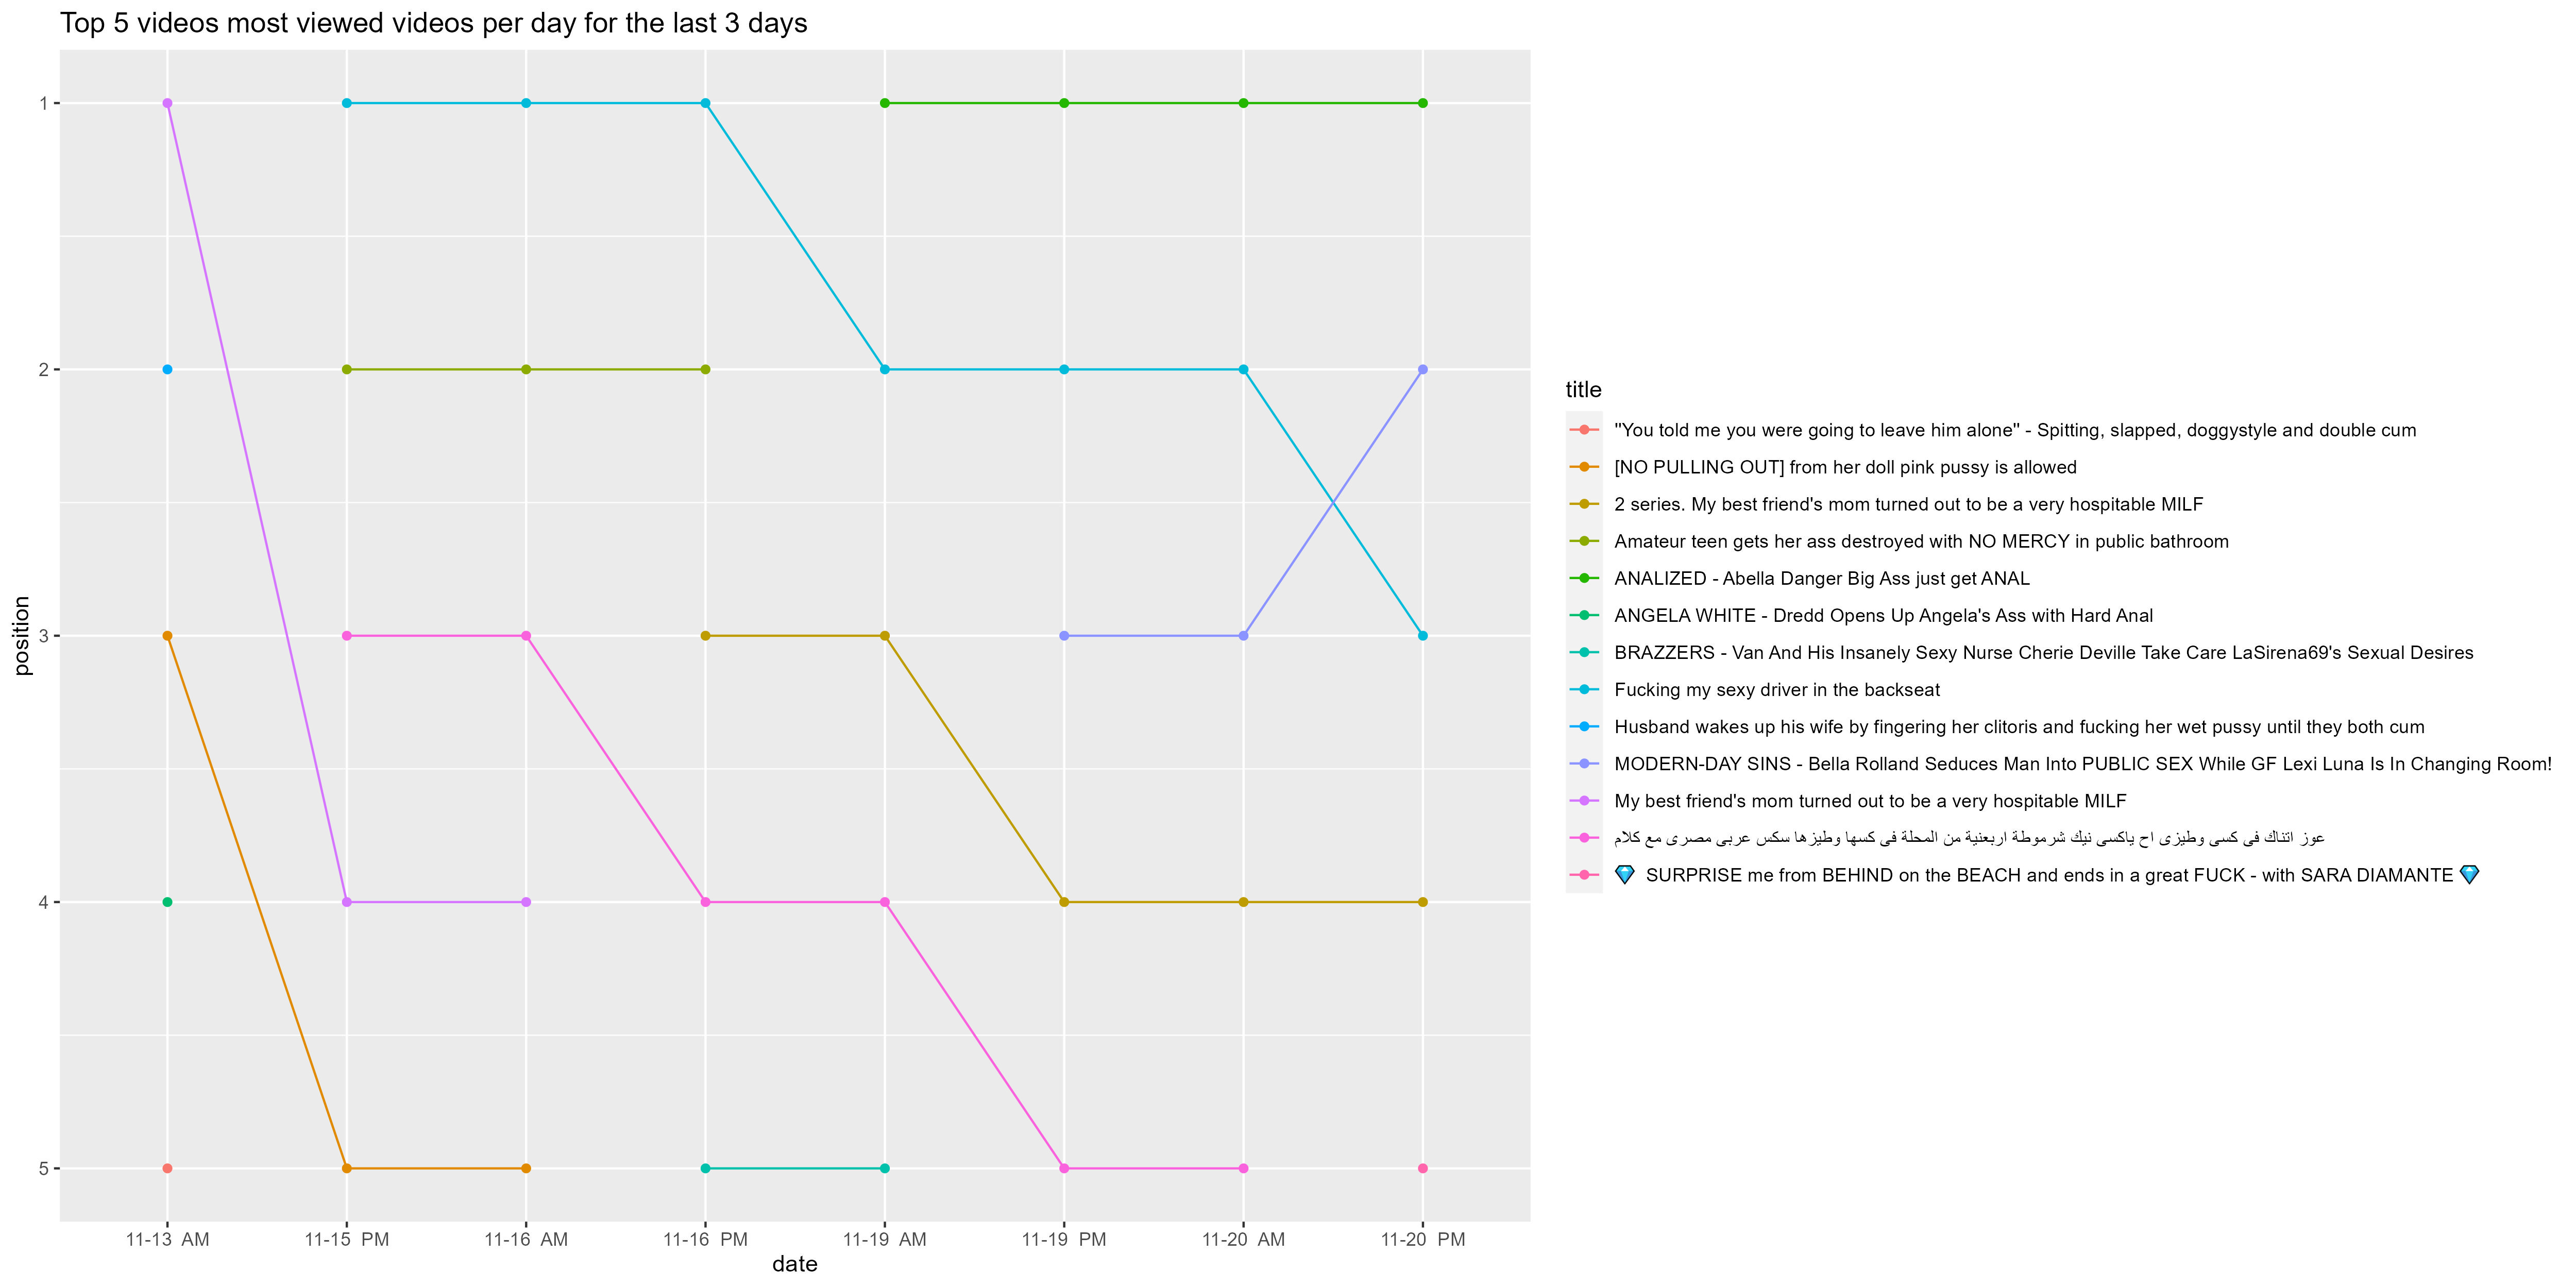 Top 5 videos most viewed videos per day for the last 3 days
position
1
2
3
4
5
11-13 AM
11-15 PM
11-16 AM
11-16 PM
11-19 AM
11-19 PM
11-20 AM
11-20 PM
date
title
"You told me you were going to leave him alone" - Spitting, slapped, doggystyle and double cum
[NO PULLING OUT] from her doll pink pussy is allowed
2 series. My best friend's mom turned out to be a very hospitable MILF
Amateur teen gets her ass destroyed with NO MERCY in public bathroom
ANALIZED - Abella Danger Big Ass just get ANAL
ANGELA WHITE - Dredd Opens Up Angela's Ass with Hard Anal
BRAZZERS - Van And His Insanely Sexy Nurse Cherie Deville Take Care LaSirena69's Sexual Desires
Fucking my sexy driver in the backseat
Husband wakes up his wife by fingering her clitoris and fucking her wet pussy until they both cum
MODERN-DAY SINS - Bella Rolland Seduces Man Into PUBLIC SEX While GF Lexi Luna Is In Changing Room!
My best friend's mom turned out to be a very hospitable MILF
عوز اتناك فى كسى وطيزى اح ياكسى نيك شرموطة اربعنية من المحلة فى كسها وطيزها سكس عربى مصرى مع كلام
💎 SURPRISE me from BEHIND on the BEACH and ends in a great FUCK - with SARA DIAMANTE 💎